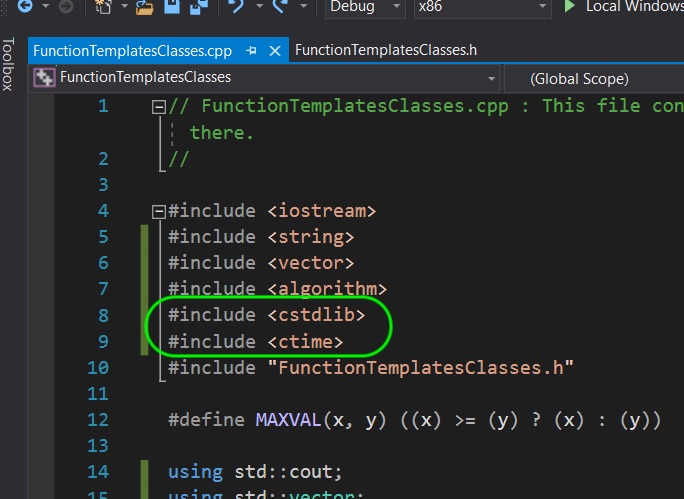 Debug x86 Local Windows
Toolbox
FunctionTemplatesClasses.cpp FunctionTemplatesClasses.h
FunctionTemplatesClasses (Global Scope)
1 // FunctionTemplatesClasses.cpp : This file con
there.
2 //
3
4 #include <iostream>
5 #include <string>
6 #include <vector>
7 #include <algorithm>
8 #include <cstdlib>
9 #include <ctime>
10 #include "FunctionTemplatesClasses.h"
11
12 #define MAXVAL(x, y) ((x) >= (y) ? (x) : (y))
13
14 using std::cout;
15 using std::vector;